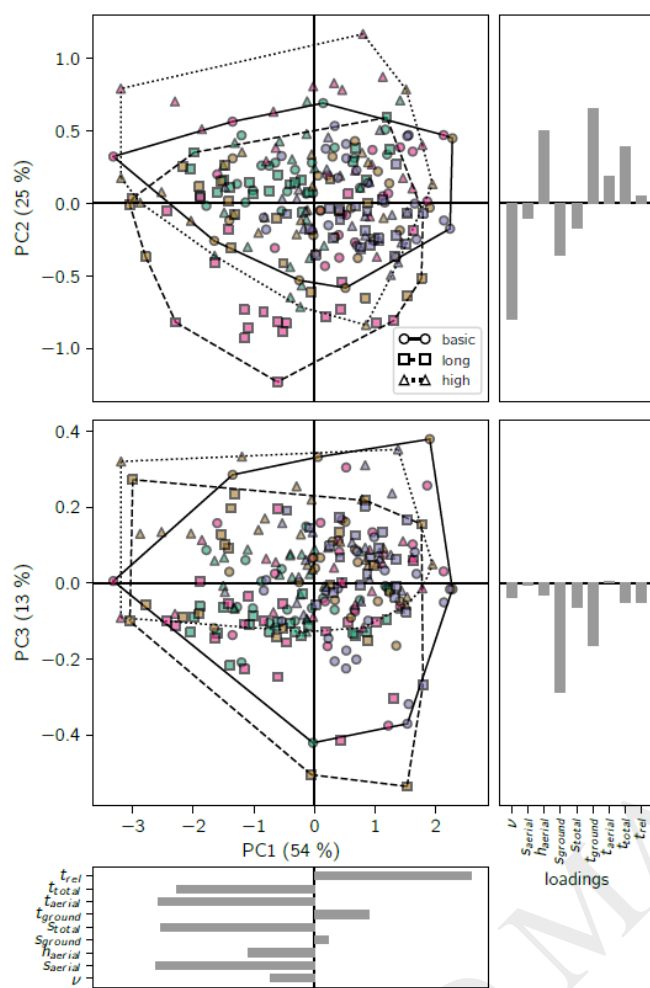 1.0
0.5
0.0
−0.5
−1.0
PC2 (25 %)
basic
long
high
0.4
0.2
0.0
−0.2
−0.4
PC3 (13 %)
−3 −2 −1 0 1 2
PC1 (54 %)
ν s_aerial h_aerial s_ground s_total t_ground t_aerial t_total t_rel
loadings
t_rel
t_total
t_aerial
t_ground
s_total
s_ground
h_aerial
s_aerial
ν